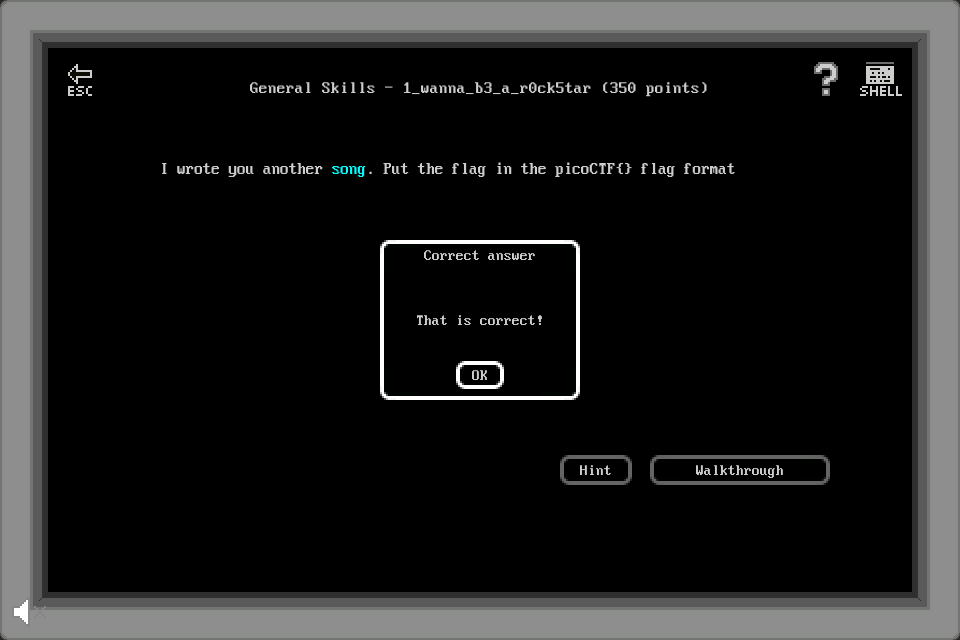 ESC
General Skills - 1_wanna_b3_a_r0ck5tar (350 points)
?
SHELL
I wrote you another song. Put the flag in the picoCTF{} flag format
Correct answer
That is correct!
OK
Hint
Walkthrough